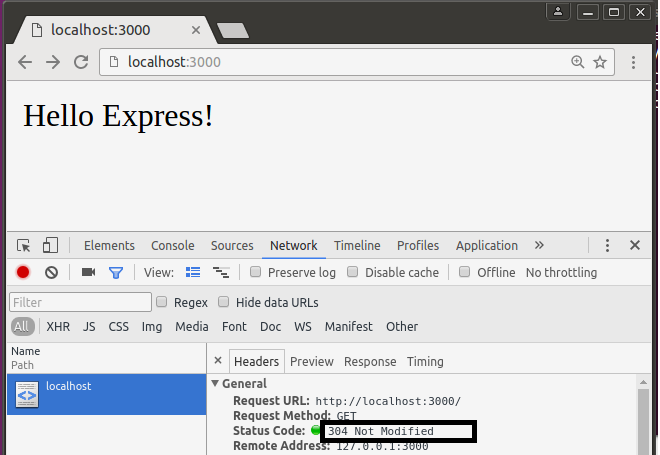 localhost:3000
localhost:3000
Hello Express!
Elements Console Sources Network Timeline Profiles Application »
View: Preserve log Disable cache Offline No throttling
Filter Regex Hide data URLs
All XHR JS CSS Img Media Font Doc WS Manifest Other
Name
Path
localhost
× Headers Preview Response Timing
General
Request URL: http://localhost:3000/
Request Method: GET
Status Code: 304 Not Modified
Remote Address: 127.0.0.1:3000